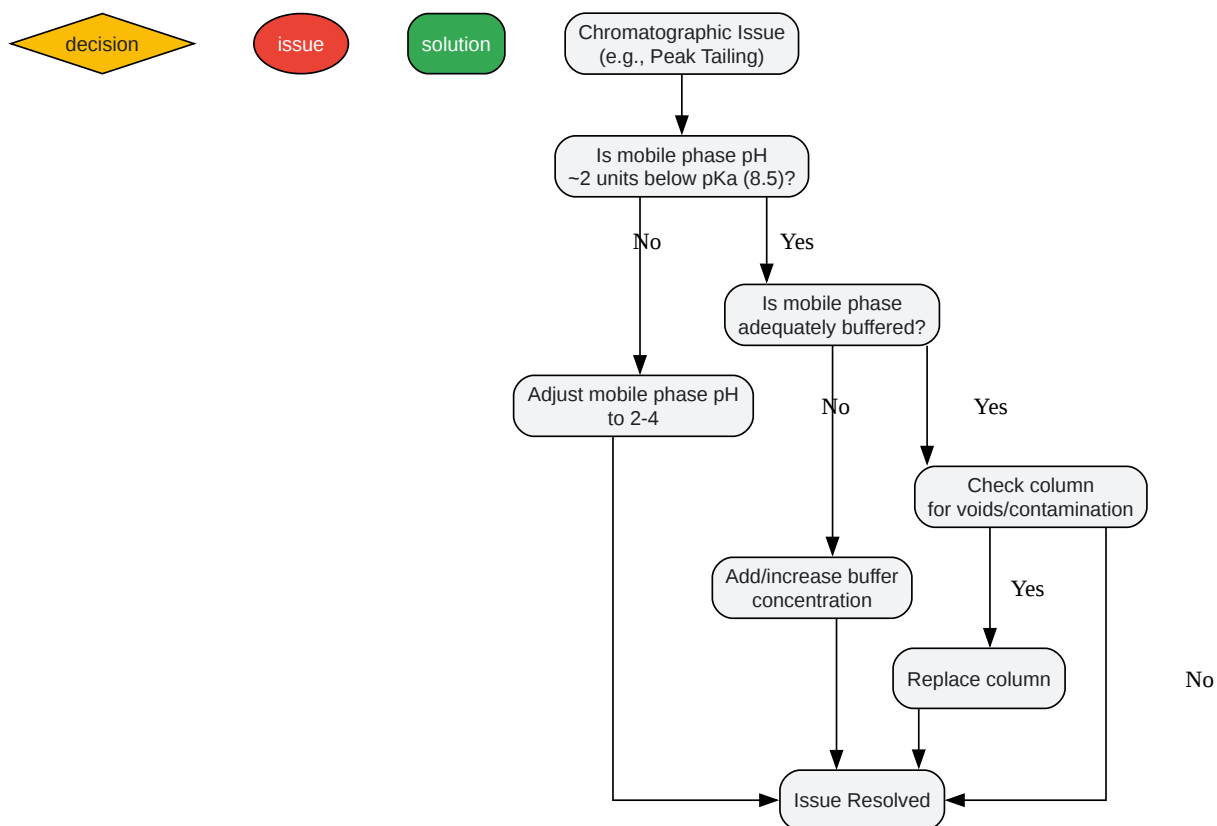 decision
issue
solution
Chromatographic Issue
(e.g., Peak Tailing)
Is mobile phase pH
~2 units below pKa (8.5)?
No
Yes
Is mobile phase
adequately buffered?
Adjust mobile phase pH
to 2-4
No
Yes
Check column
for voids/contamination
Add/increase buffer
concentration
Yes
Replace column
No
Issue Resolved